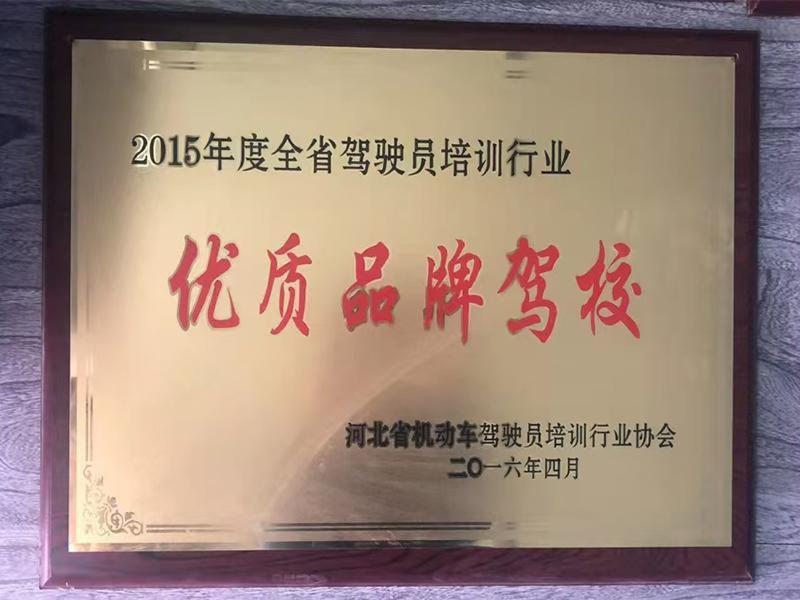 2015年度全省驾驶员培训行业
优质品牌驾校
河北省机动车驾驶员培训行业协会
二〇一六年四月